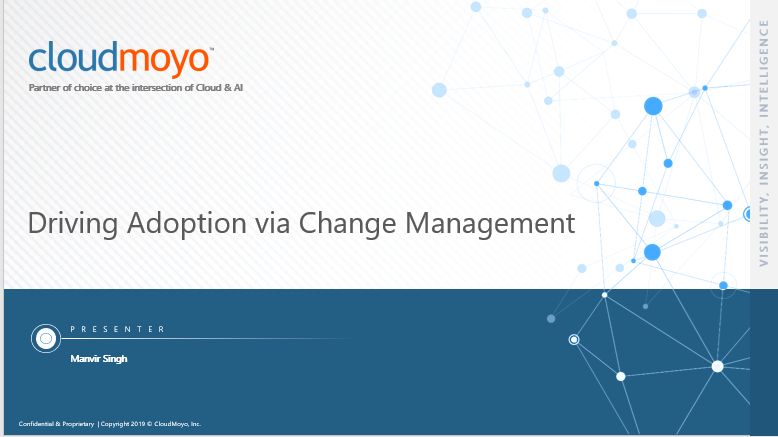 cloudmoyo™
Partner of choice at the intersection of Cloud & AI
VISIBILITY, INSIGHT, INTELLIGENCE
Driving Adoption via Change Management
PRESENTER
Manvir Singh
Confidential & Proprietary | Copyright 2019 © CloudMoyo, Inc.